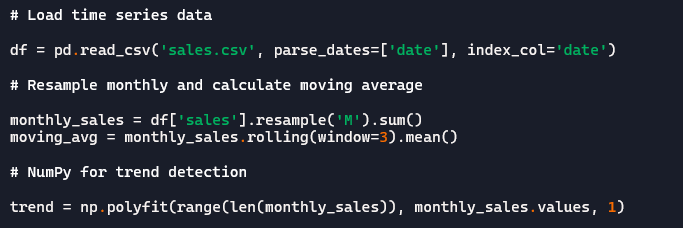 # Load time series data
df = pd.read_csv('sales.csv', parse_dates=['date'], index_col='date')
# Resample monthly and calculate moving average
monthly_sales = df['sales'].resample('M').sum()
moving_avg = monthly_sales.rolling(window=3).mean()
# NumPy for trend detection
trend = np.polyfit(range(len(monthly_sales)), monthly_sales.values, 1)